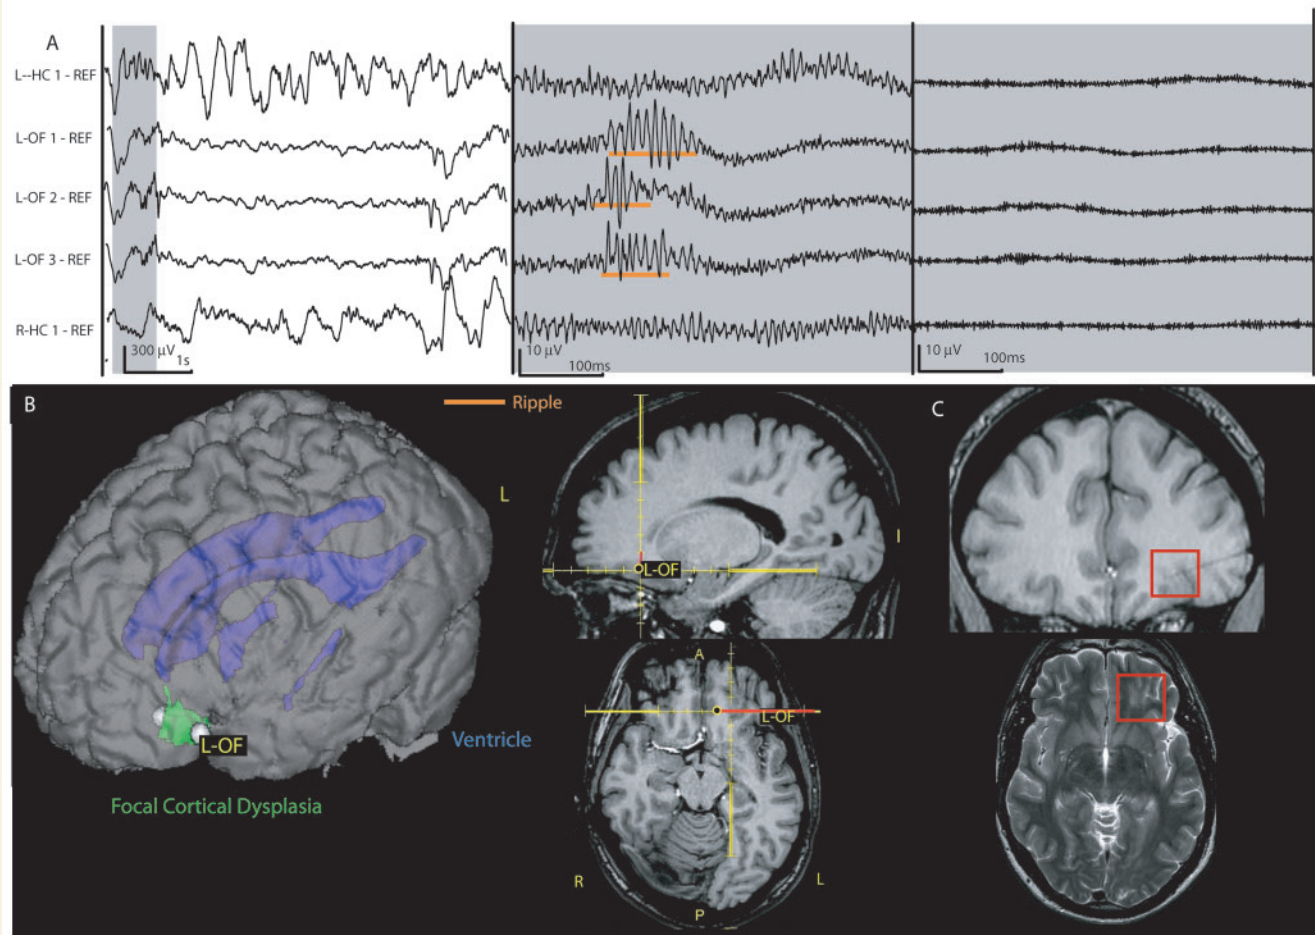 A
L--HC 1 - REF
L-OF 1 - REF
L-OF 2 - REF
L-OF 3 - REF
R-HC 1 - REF
300 µV
1s
10 µV
100ms
10 µV
100ms
B
Ripple
C
L
I
L-OF
L-OF
Ventricle
Focal Cortical Dysplasia
A
L-OF
R
L
P